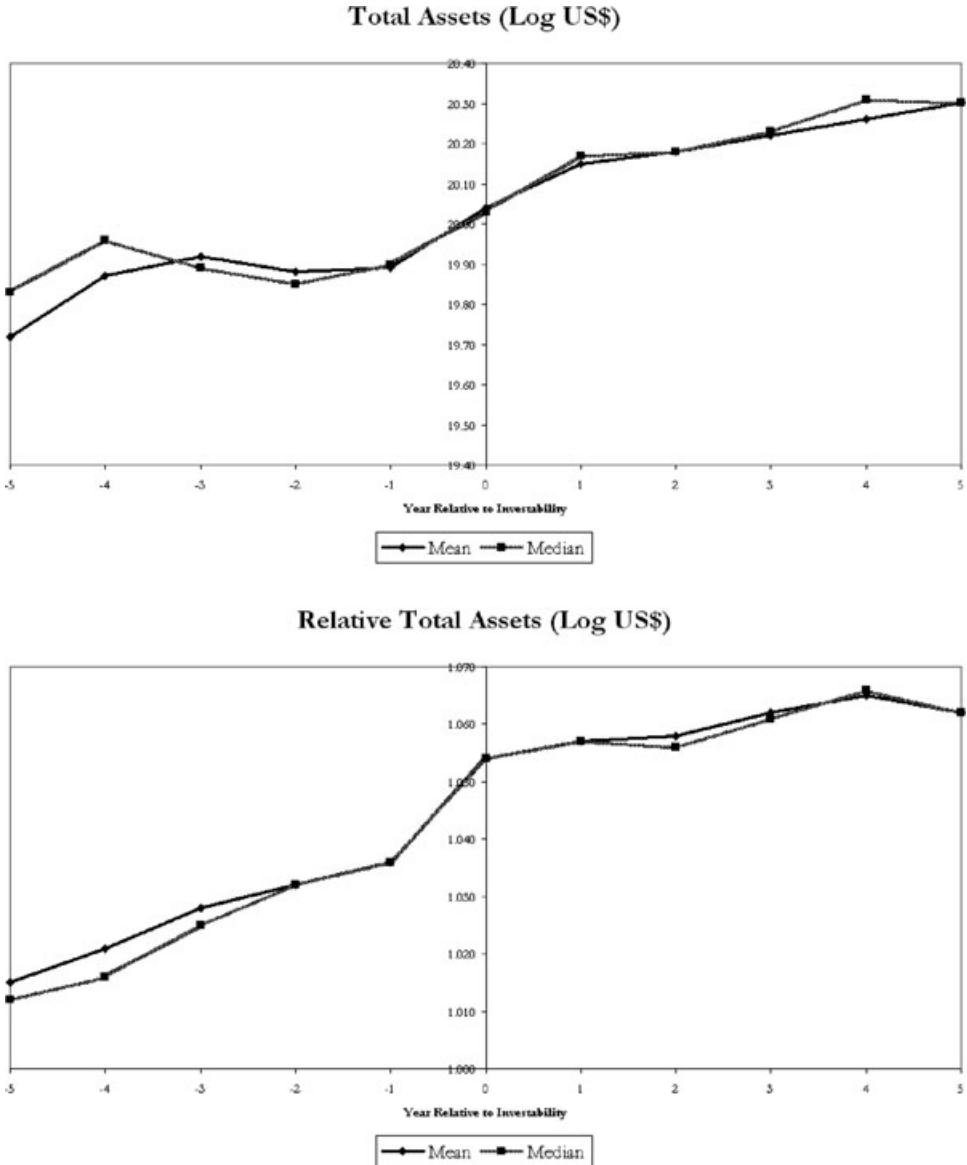 Total Assets (Log US$)
20.40
20.30
20.20
20.10
20.00
19.90
19.80
19.70
19.60
19.50
19.40
-5 -4 -3 -2 -1 0 1 2 3 4 5
Year Relative to Investability
Mean Median
Relative Total Assets (Log US$)
1.070
1.060
1.050
1.040
1.030
1.020
1.010
1.000
-5 -4 -3 -2 -1 0 1 2 3 4 5
Year Relative to Investability
Mean Median